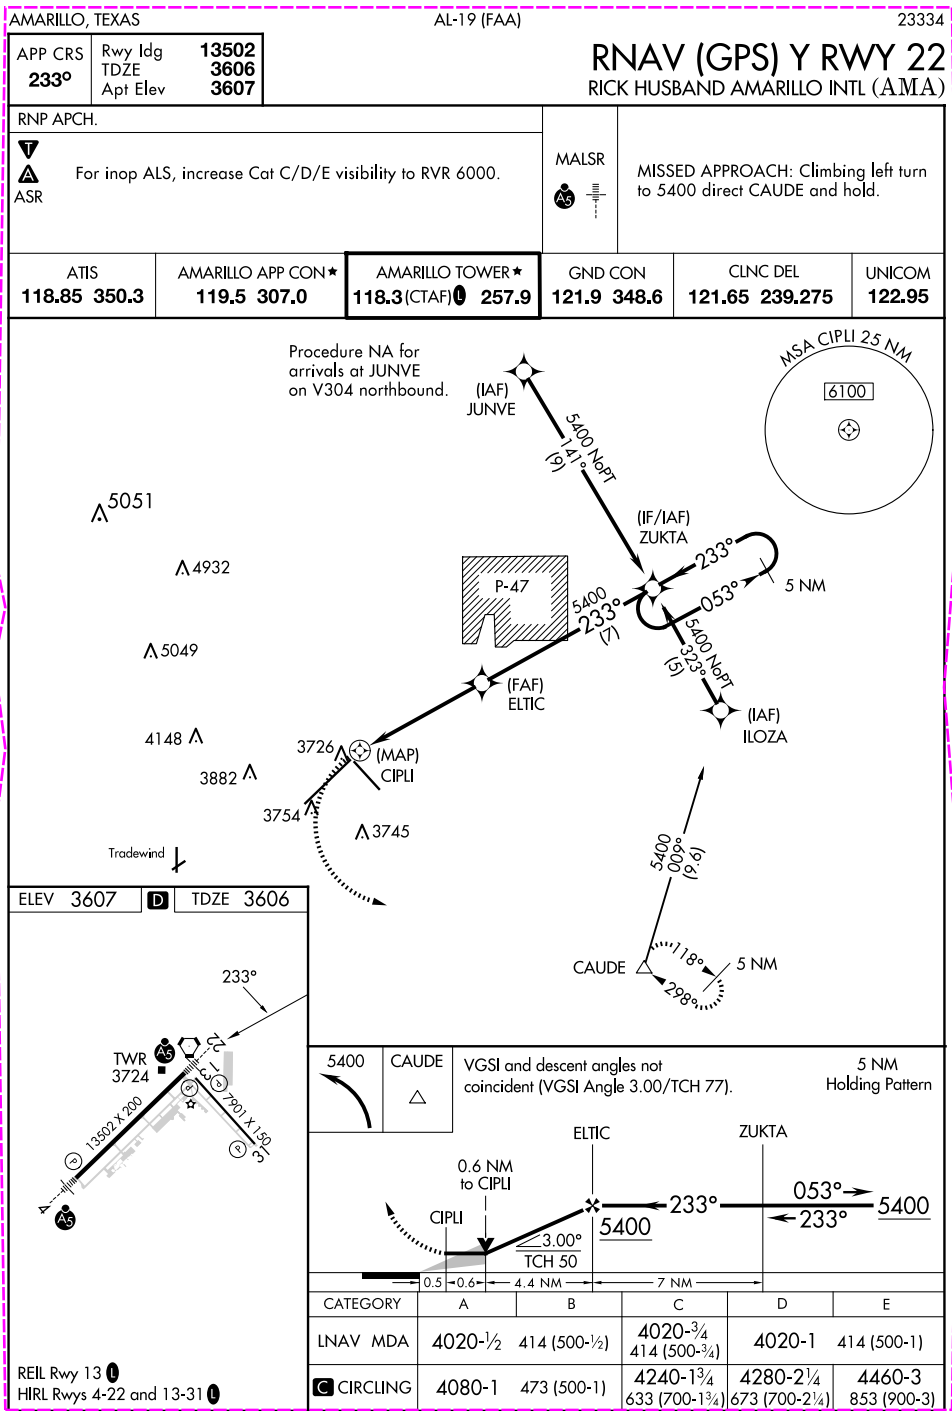 AMARILLO, TEXAS
AL-19 (FAA)
23334
APP CRS
233°
Rwy ldg 13502
TDZE 3606
Apt Elev 3607
RNAV (GPS) Y RWY 22
RICK HUSBAND AMARILLO INTL (AMA)
RNP APCH.
T
A
ASR
For inop ALS, increase Cat C/D/E visibility to RVR 6000.
MALSR
A5
MISSED APPROACH: Climbing left turn
to 5400 direct CAUDE and hold.
ATIS
118.85 350.3
AMARILLO APP CON★
119.5 307.0
AMARILLO TOWER★
118.3(CTAF) L 257.9
GND CON
121.9 348.6
CLNC DEL
121.65 239.275
UNICOM
122.95
Procedure NA for
arrivals at JUNVE
on V304 northbound.
MSA CIPLI 25 NM
6100
(IAF)
JUNVE
5400 NoPT
141°
(9)
(IF/IAF)
ZUKTA
233°
053°
5 NM
5051
4932
5049
4148
3882
3726
3754
3745
P-47
5400
233°
(7)
5400 NoPT
323°
(5)
(FAF)
ELTIC
(IAF)
ILOZA
(MAP)
CIPLI
Tradewind
5400
009°
(9.6)
CAUDE
118°
298°
5 NM
ELEV 3607
D
TDZE 3606
233°
TWR
3724
A5
22
13
P
P
13502 X 200
7901 X 150
P
P
31
4
A5
REIL Rwy 13 L
HIRL Rwys 4-22 and 13-31 L
5400
CAUDE
VGSI and descent angles not
coincident (VGSI Angle 3.00/TCH 77).
5 NM
Holding Pattern
ELTIC
ZUKTA
0.6 NM
to CIPLI
CIPLI
233°
053°
233°
5400
5400
3.00°
TCH 50
0.5
0.6
4.4 NM
7 NM
CATEGORY A B C D E
LNAV MDA 4020-½ 414 (500-½) 4020-¾ 414 (500-¾) 4020-1 414 (500-1)
C CIRCLING 4080-1 473 (500-1) 4240-1¾ 633 (700-1¾) 4280-2¼ 673 (700-2¼) 4460-3 853 (900-3)